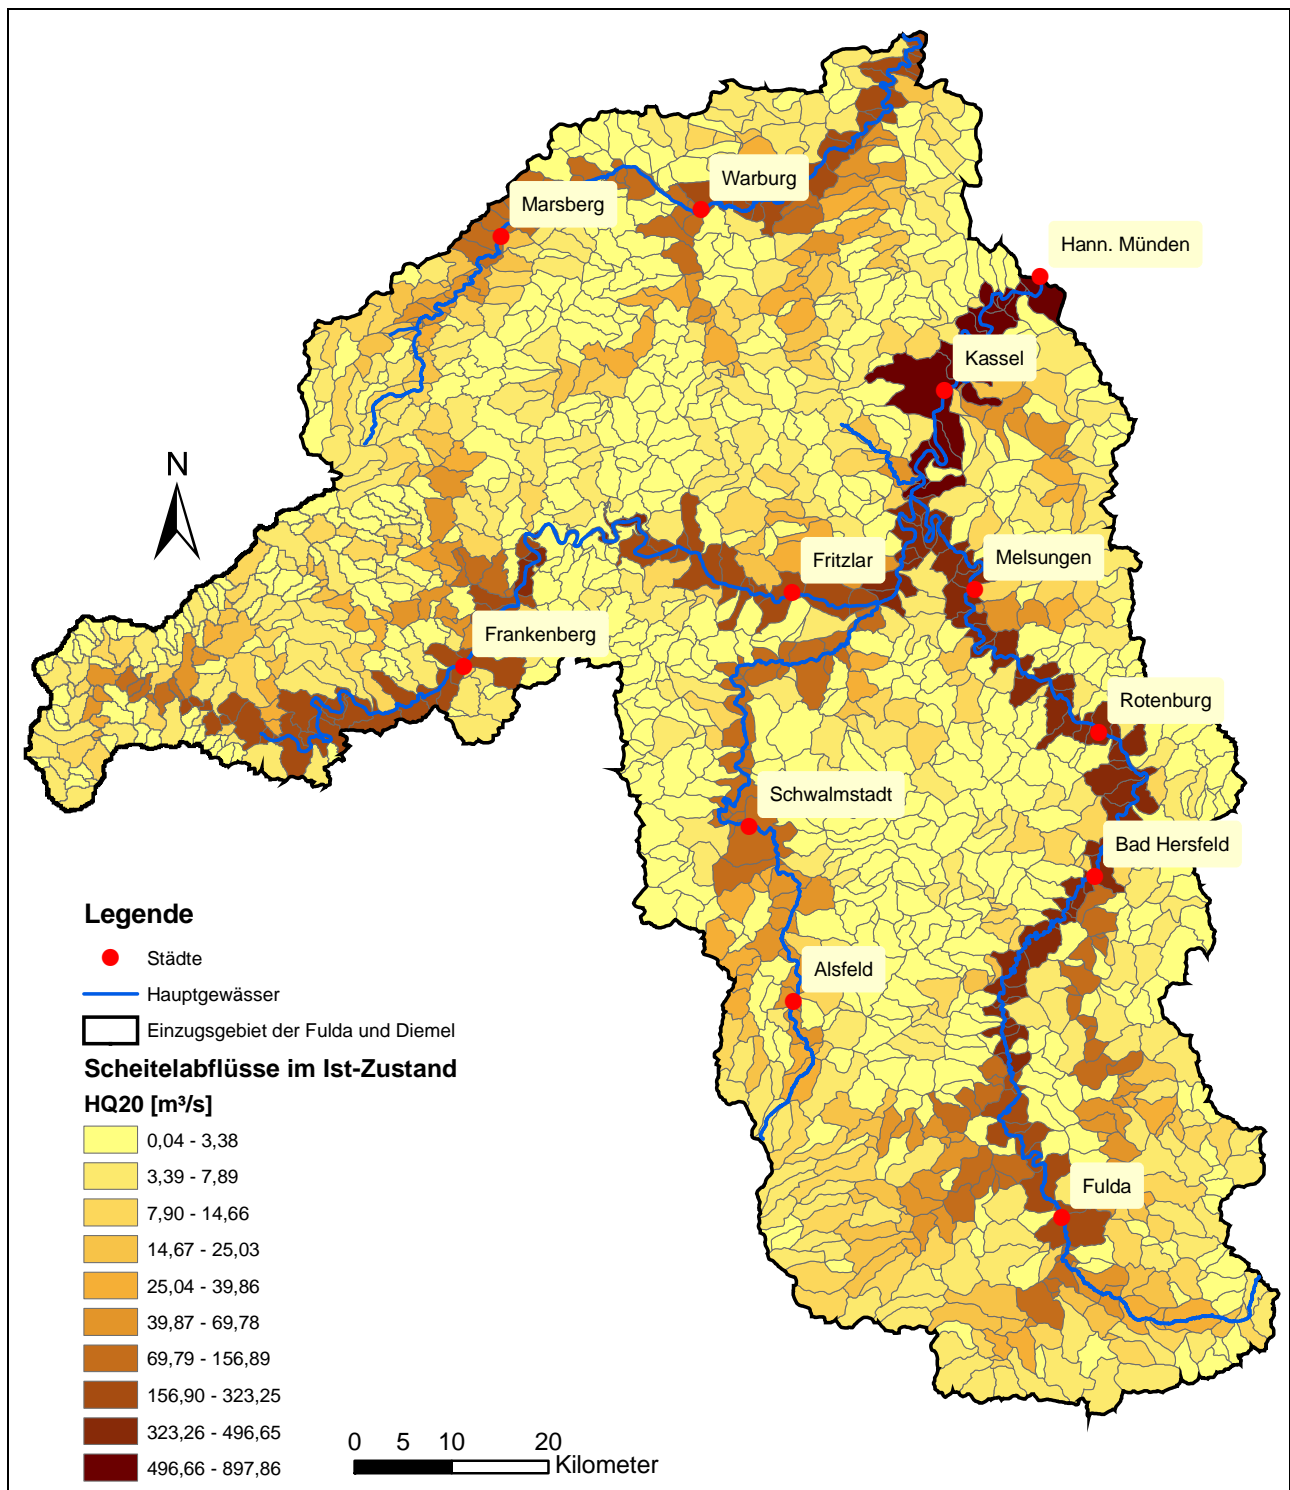 Warburg
Marsberg
Hann. Münden
Kassel
N
Fritzlar
Melsungen
Frankenberg
Rotenburg
Schwalmstadt
Bad Hersfeld
Alsfeld
Fulda
Legende
Städte
Hauptgewässer
Einzugsgebiet der Fulda und Diemel
Scheitelabflüsse im Ist-Zustand
HQ20 [m³/s]
0,04 - 3,38
3,39 - 7,89
7,90 - 14,66
14,67 - 25,03
25,04 - 39,86
39,87 - 69,78
69,79 - 156,89
156,90 - 323,25
323,26 - 496,65
496,66 - 897,86
0 5 10 20
Kilometer